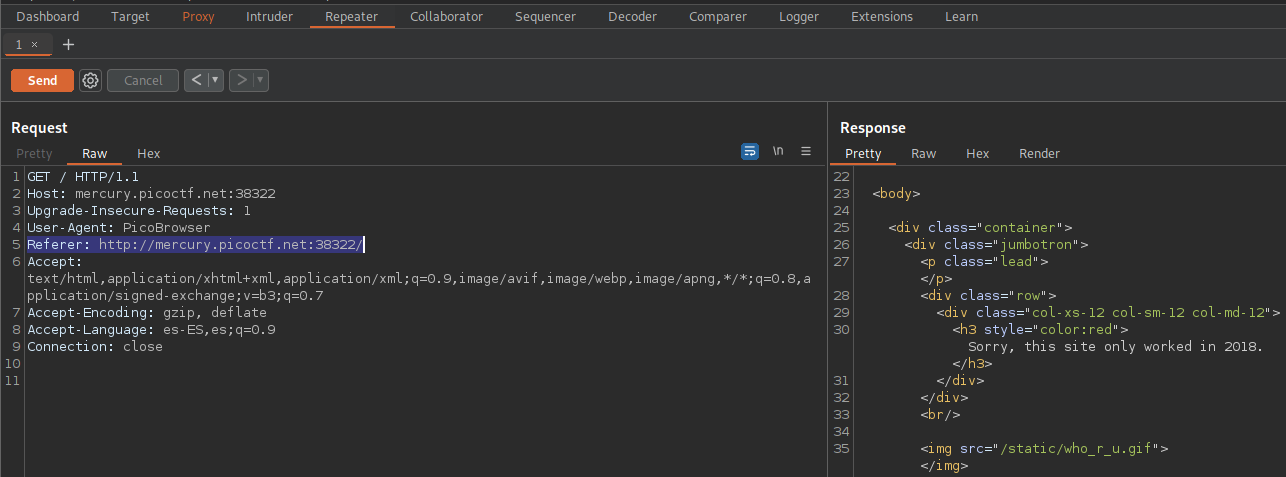 Dashboard Target Proxy Intruder Repeater Collaborator Sequencer Decoder Comparer Logger Extensions Learn
1 × +
Send Cancel < ▼ > ▼
Request
Pretty Raw Hex \n
1 GET / HTTP/1.1
2 Host: mercury.picoctf.net:38322
3 Upgrade-Insecure-Requests: 1
4 User-Agent: PicoBrowser
5 Referer: http://mercury.picoctf.net:38322/
6 Accept:
text/html,application/xhtml+xml,application/xml;q=0.9,image/avif,image/webp,image/apng,*/*;q=0.8,a
pplication/signed-exchange;v=b3;q=0.7
7 Accept-Encoding: gzip, deflate
8 Accept-Language: es-ES,es;q=0.9
9 Connection: close
10
11
Response
Pretty Raw Hex Render
22
23 <body>
24
25 <div class="container">
26 <div class="jumbotron">
27 <p class="lead">
</p>
28 <div class="row">
29 <div class="col-xs-12 col-sm-12 col-md-12">
30 <h3 style="color:red">
Sorry, this site only worked in 2018.
</h3>
31 </div>
32 </div>
33 <br/>
34
35 <img src="/static/who_r_u.gif">
</img>